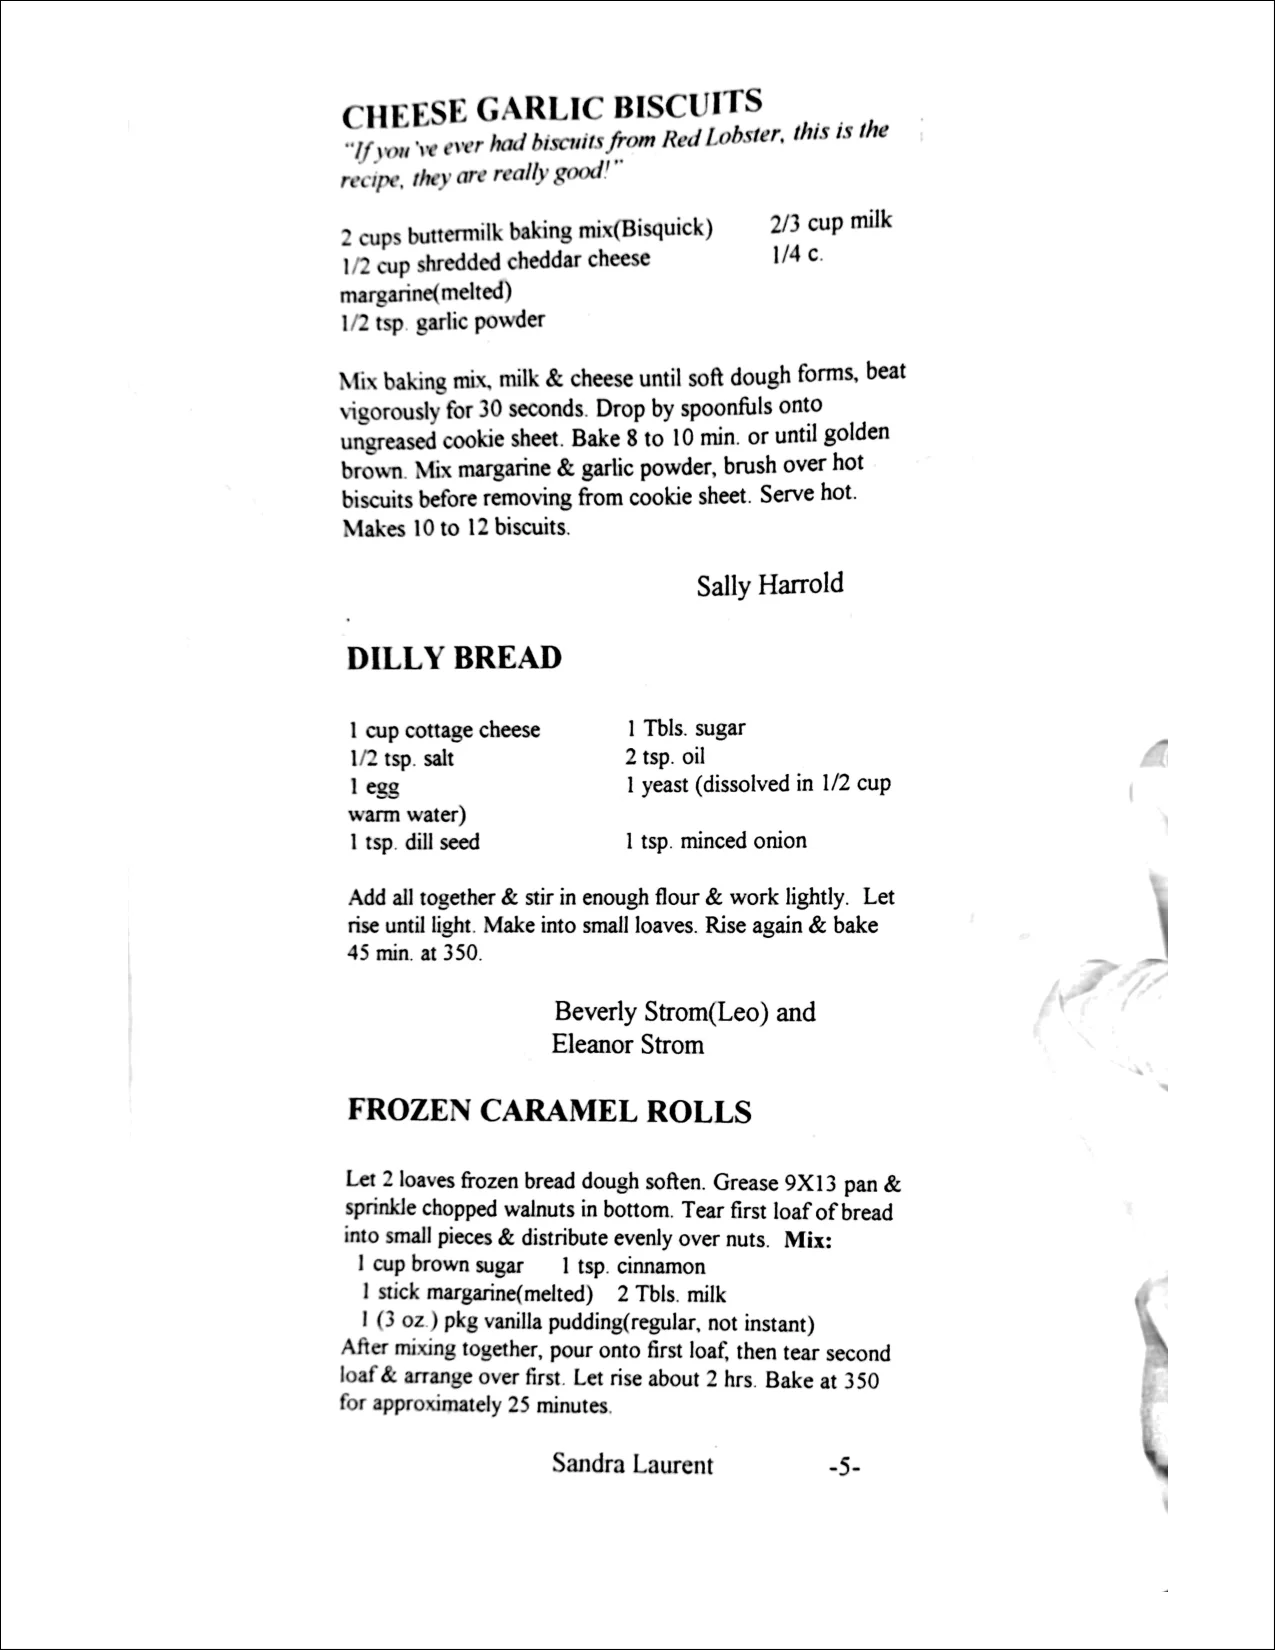 CHEESE GARLIC BISCUITS
"If you've ever had biscuits from Red Lobster, this is the
recipe, they are really good!"
2 cups buttermilk baking mix(Bisquick) 2/3 cup milk
1/2 cup shredded cheddar cheese 1/4 c.
margarine(melted)
1/2 tsp. garlic powder
Mix baking mix, milk & cheese until soft dough forms, beat
vigorously for 30 seconds. Drop by spoonfuls onto
ungreased cookie sheet. Bake 8 to 10 min. or until golden
brown. Mix margarine & garlic powder, brush over hot
biscuits before removing from cookie sheet. Serve hot.
Makes 10 to 12 biscuits.
Sally Harrold
DILLY BREAD
1 cup cottage cheese 1 Tbls. sugar
1/2 tsp. salt 2 tsp. oil
1 egg 1 yeast (dissolved in 1/2 cup
warm water)
1 tsp. dill seed 1 tsp. minced onion
Add all together & stir in enough flour & work lightly. Let
rise until light. Make into small loaves. Rise again & bake
45 min. at 350.
Beverly Strom(Leo) and
Eleanor Strom
FROZEN CARAMEL ROLLS
Let 2 loaves frozen bread dough soften. Grease 9X13 pan &
sprinkle chopped walnuts in bottom. Tear first loaf of bread
into small pieces & distribute evenly over nuts. Mix:
1 cup brown sugar 1 tsp. cinnamon
1 stick margarine(melted) 2 Tbls. milk
1 (3 oz.) pkg vanilla pudding(regular, not instant)
After mixing together, pour onto first loaf, then tear second
loaf & arrange over first. Let rise about 2 hrs. Bake at 350
for approximately 25 minutes.
Sandra Laurent -5-